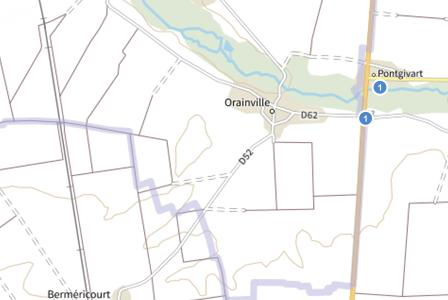 Pontgivart
1
Orainville
D62
1
D52
Berméricourt